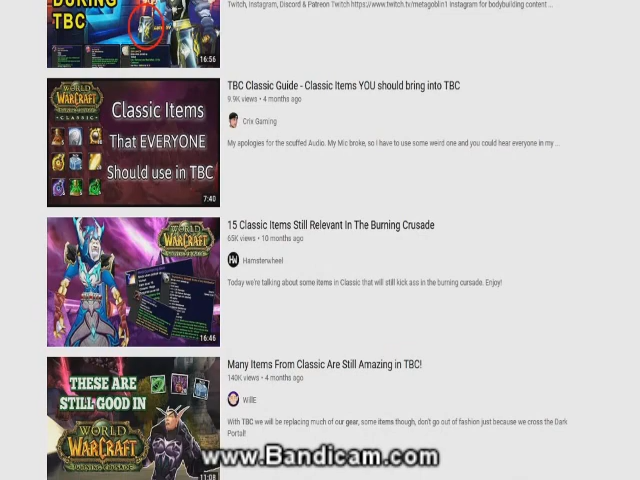 DURING
TBC
16:56
Twitch, Instagram, Discord & Patreon Twitch https://www.twitch.tv/metagoblin1 Instagram for bodybuilding content ...
WORLD
WARCRAFT
CLASSIC
Classic Items
That EVERYONE
Should use in TBC
7:40
TBC Classic Guide - Classic Items YOU should bring into TBC
9.9K views • 4 months ago
Crix Gaming
My apologies for the scuffed Audio. My Mic broke, so I have to use some weird one and you could hear everyone in my ...
WORLD
WARCRAFT
16:46
15 Classic Items Still Relevant In The Burning Crusade
65K views • 10 months ago
HW
Hamsterwheel
Today we're talking about some items in Classic that will still kick ass in the burning cursade. Enjoy!
THESE ARE
STILL GOOD IN
WORLD
WARCRAFT
BURNING CRUSADE
11:08
Many Items From Classic Are Still Amazing in TBC!
140K views • 4 months ago
WillE
With TBC we will be replacing much of our gear, some items though, don't go out of fashion just because we cross the Dark
Portal!
www.Bandicam.com